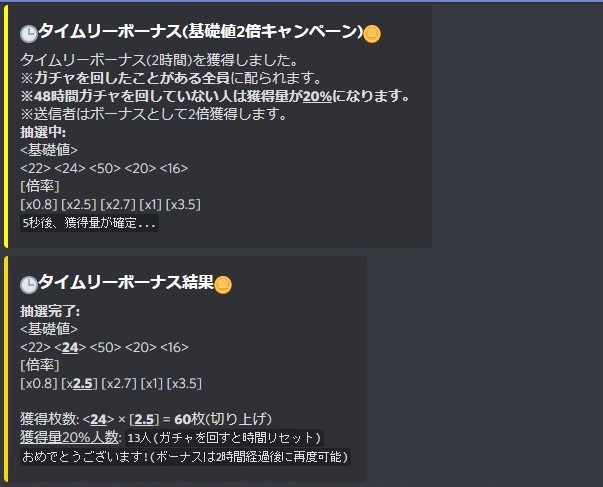 タイムリーボーナス(基礎値2倍キャンペーン)
タイムリーボーナス(2時間)を獲得しました。
※ガチャを回したことがある全員に配られます。
※48時間ガチャを回していない人は獲得量が20%になります。
※送信者はボーナスとして2倍獲得します。
抽選中:
<基礎値>
<22> <24> <50> <20> <16>
[倍率]
[x0.8] [x2.5] [x2.7] [x1] [x3.5]
5秒後、獲得量が確定...
タイムリーボーナス結果
抽選完了:
<基礎値>
<22> <24> <50> <20> <16>
[倍率]
[x0.8] [x2.5] [x2.7] [x1] [x3.5]
獲得枚数: <24> × [2.5] = 60枚(切り上げ)
獲得量20%人数: 13人(ガチャを回すと時間リセット)
おめでとうございます!(ボーナスは2時間経過後に再度可能)